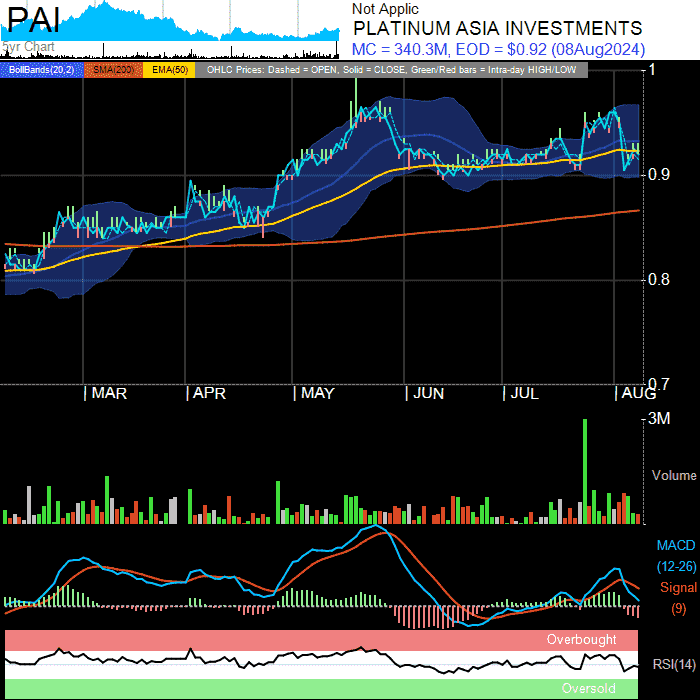 PAI
Not Applic
PLATINUM ASIA INVESTMENTS
5yr Chart
MC = 340.3M, EOD = $0.92 (08Aug2024)
BollBands(20,2) SMA(200) EMA(50) OHLC Prices: Dashed = OPEN, Solid = CLOSE, Green/Red bars = Intra-day HIGH/LOW
1
0.9
0.8
0.7
MAR APR MAY JUN JUL AUG
3M
Volume
MACD
(12-26)
Signal
(9)
Overbought
RSI(14)
Oversold